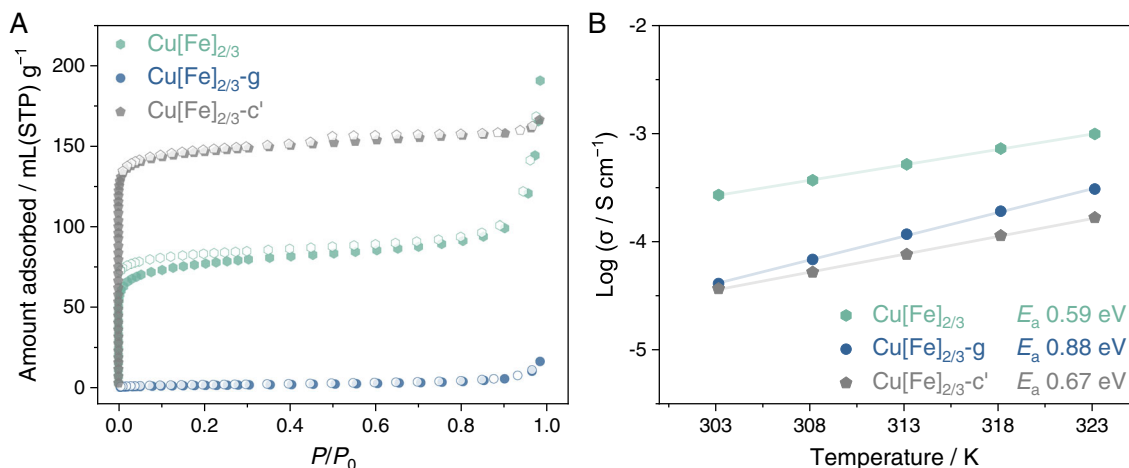 A
Amount adsorbed / mL(STP) g⁻¹
200
150
100
50
0
Cu[Fe]₂/₃
Cu[Fe]₂/₃-g
Cu[Fe]₂/₃-c'
0.0 0.2 0.4 0.6 0.8 1.0
P/P₀
B
Log (σ / S cm⁻¹)
-2
-3
-4
-5
Cu[Fe]₂/₃ Eₐ 0.59 eV
Cu[Fe]₂/₃-g Eₐ 0.88 eV
Cu[Fe]₂/₃-c' Eₐ 0.67 eV
303 308 313 318 323
Temperature / K